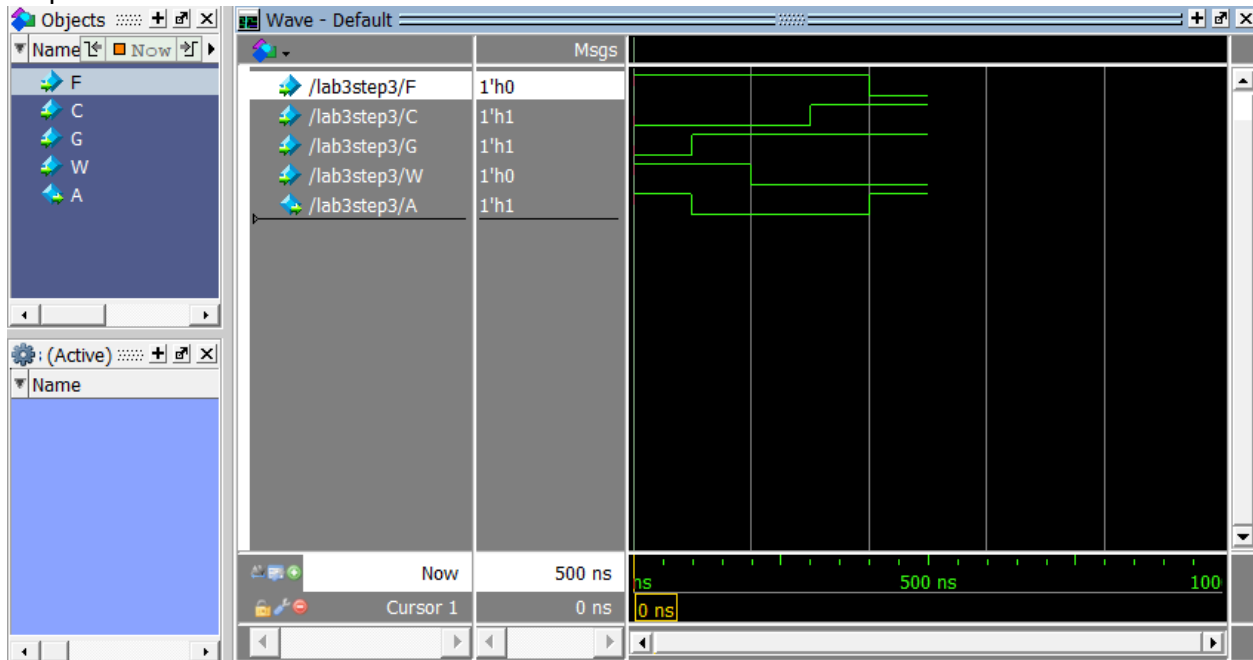 Objects
Name Now
F
C
G
W
A
(Active)
Name
Wave - Default
Msgs
/lab3step3/F 1'h0
/lab3step3/C 1'h1
/lab3step3/G 1'h1
/lab3step3/W 1'h0
/lab3step3/A 1'h1
Now 500 ns
ns 500 ns 100
Cursor 1 0 ns
0 ns